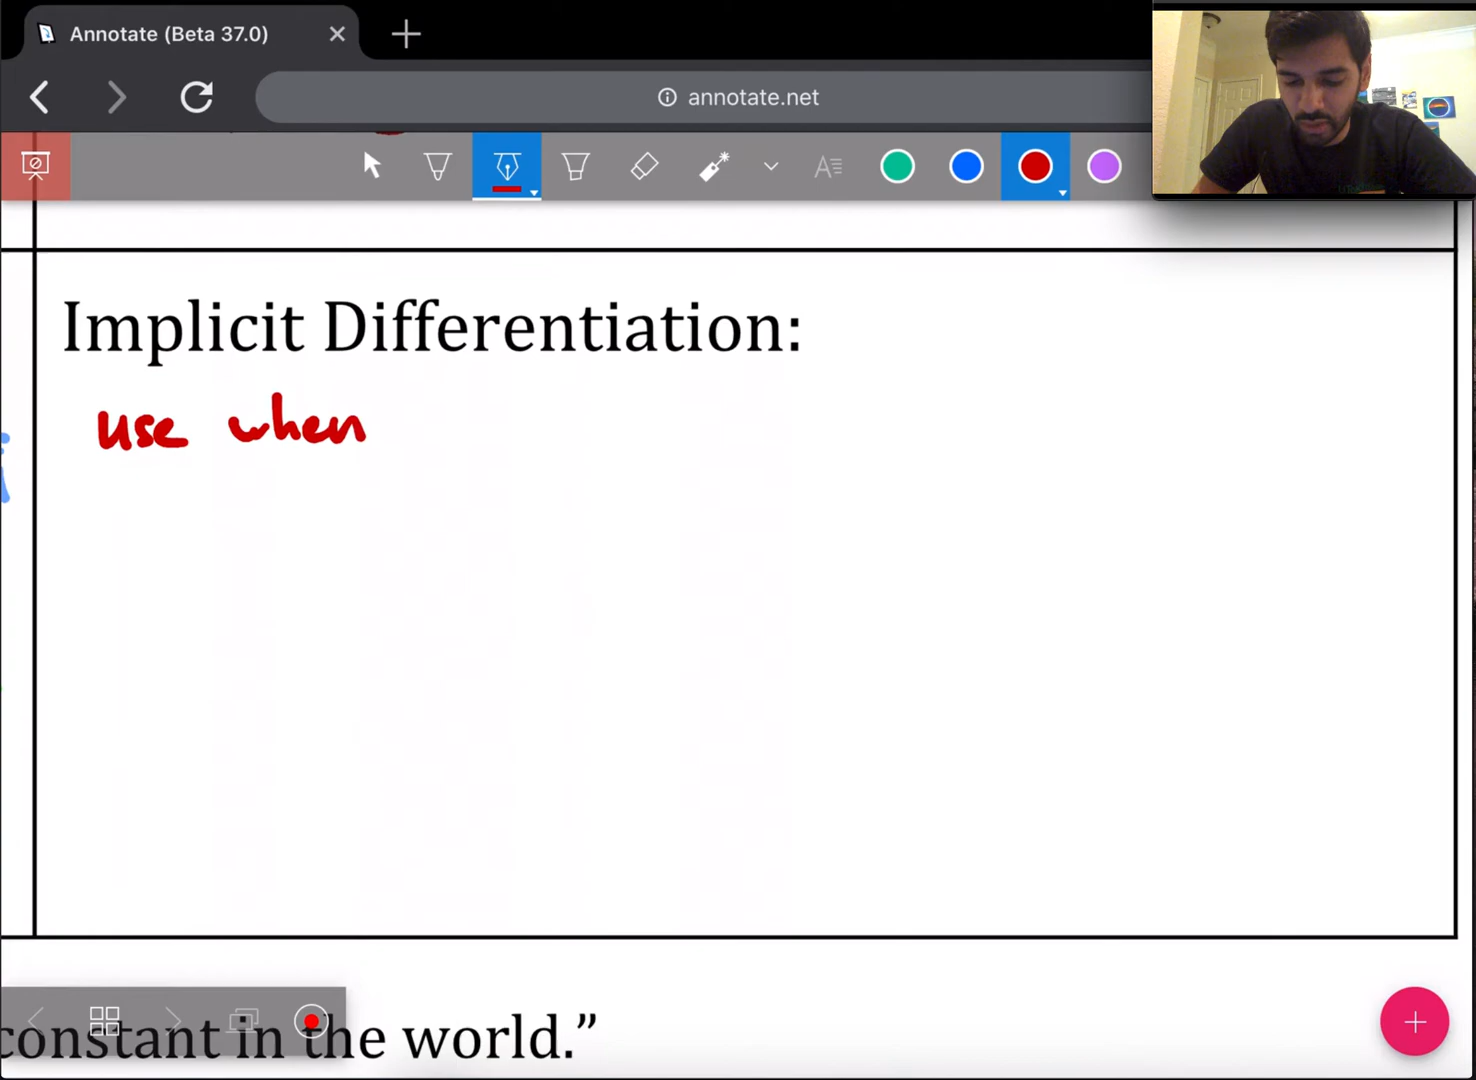 Annotate (Beta 37.0)
annotate.net
Implicit Differentiation:
use when
constant in the world.”